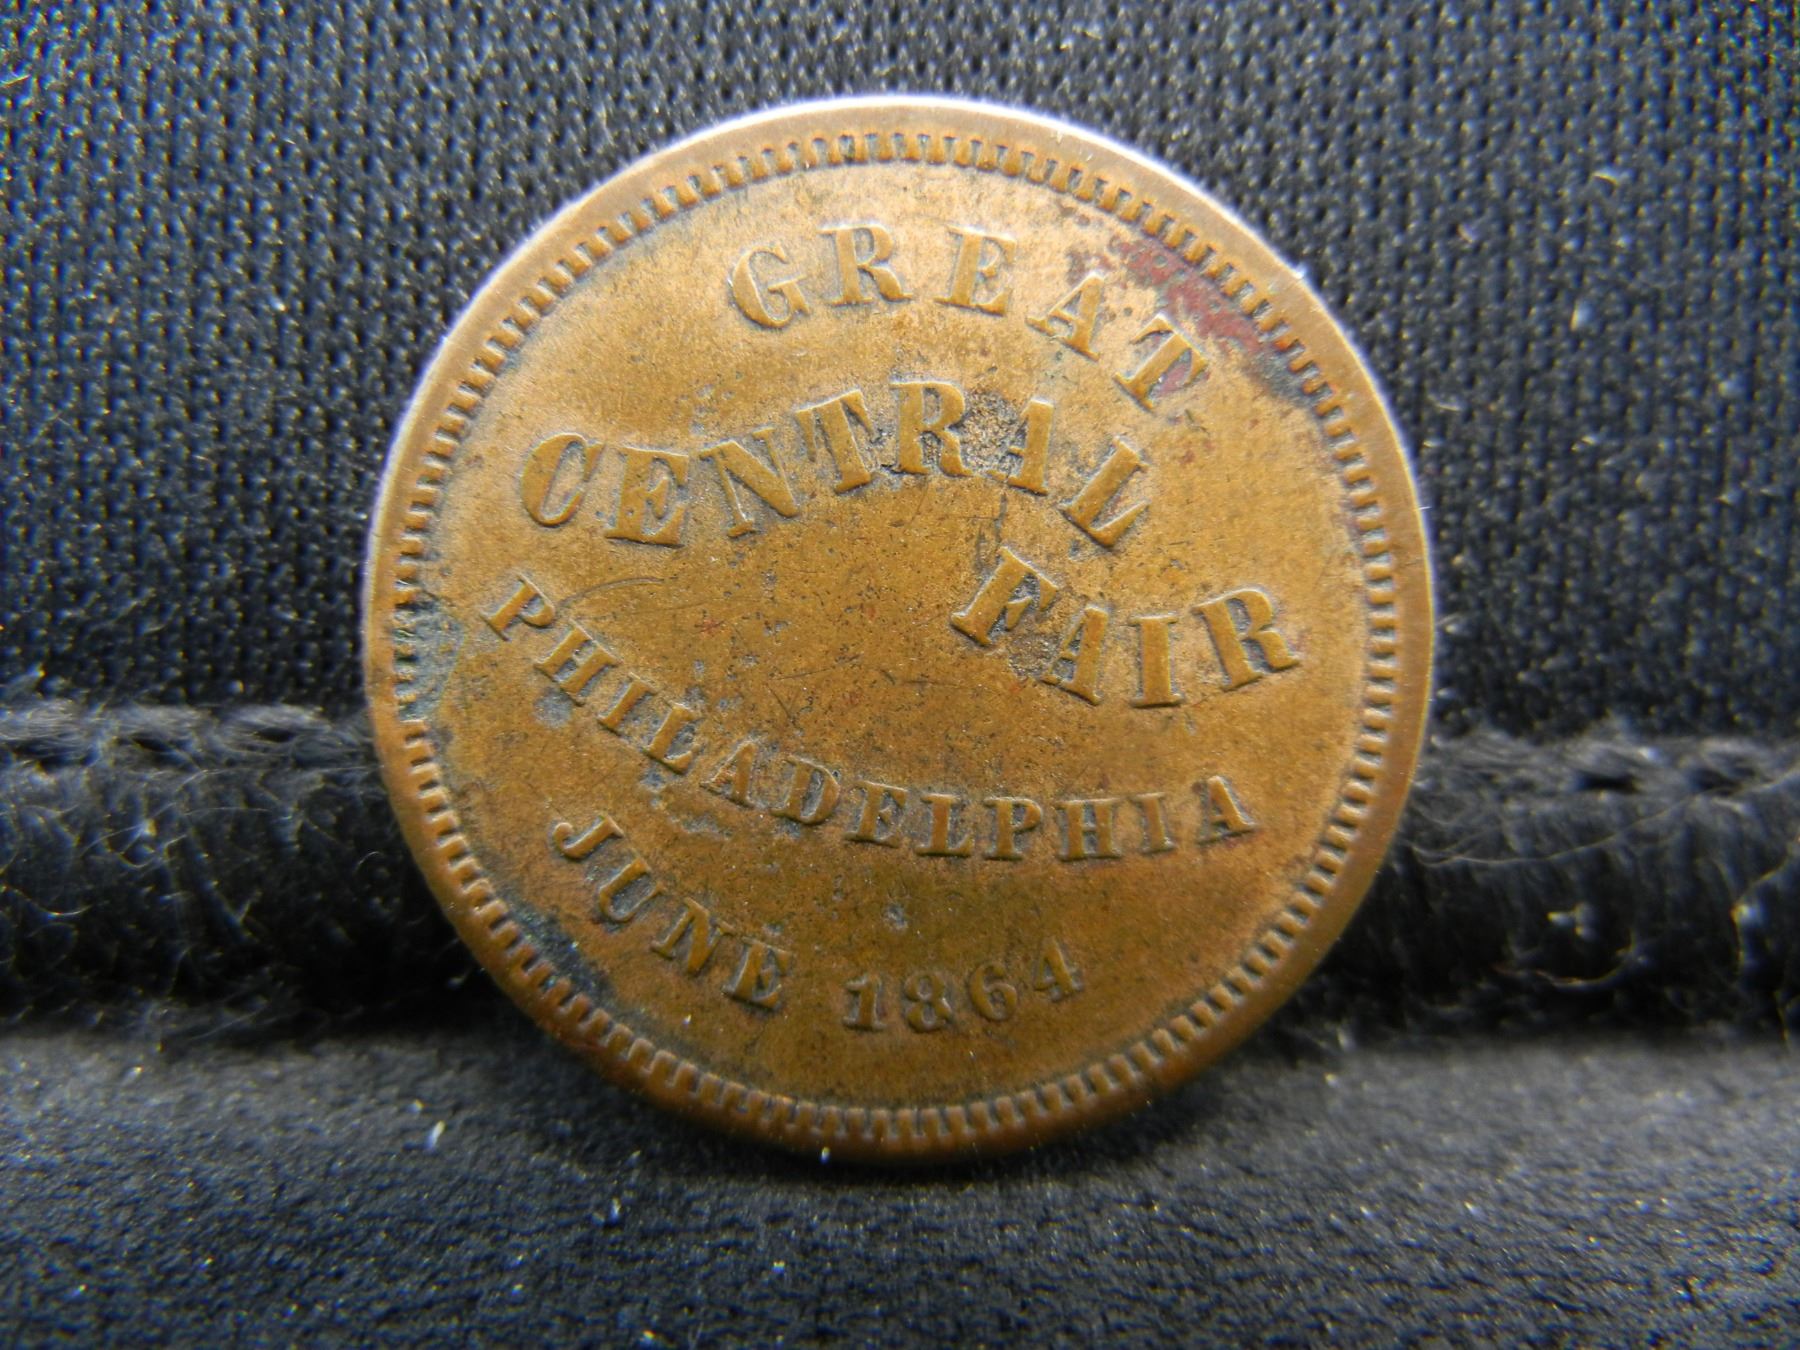 GREAT
CENTRAL
FAIR
PHILADELPHIA
JUNE 1864